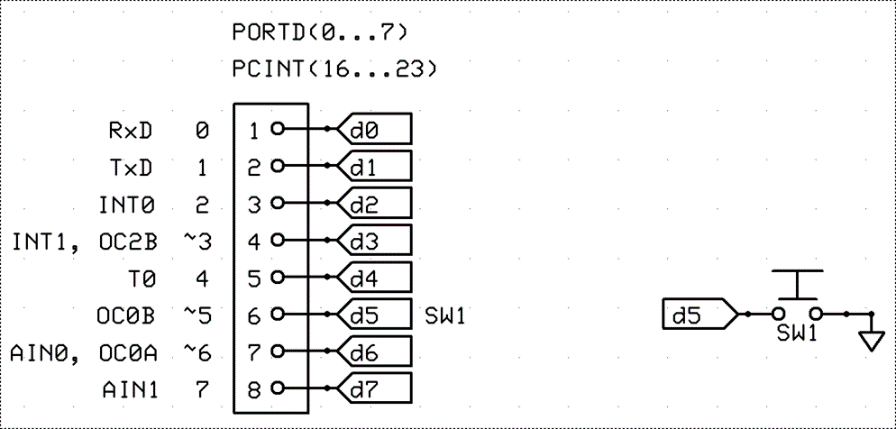 PORTD(0...7)
PCINT(16...23)
RxD 0 1 d0
TxD 1 2 d1
INT0 2 3 d2
INT1, OC2B ~3 4 d3
T0 4 5 d4
OC0B ~5 6 d5 SW1
AIN0, OC0A ~6 7 d6
AIN1 7 8 d7
d5
SW1